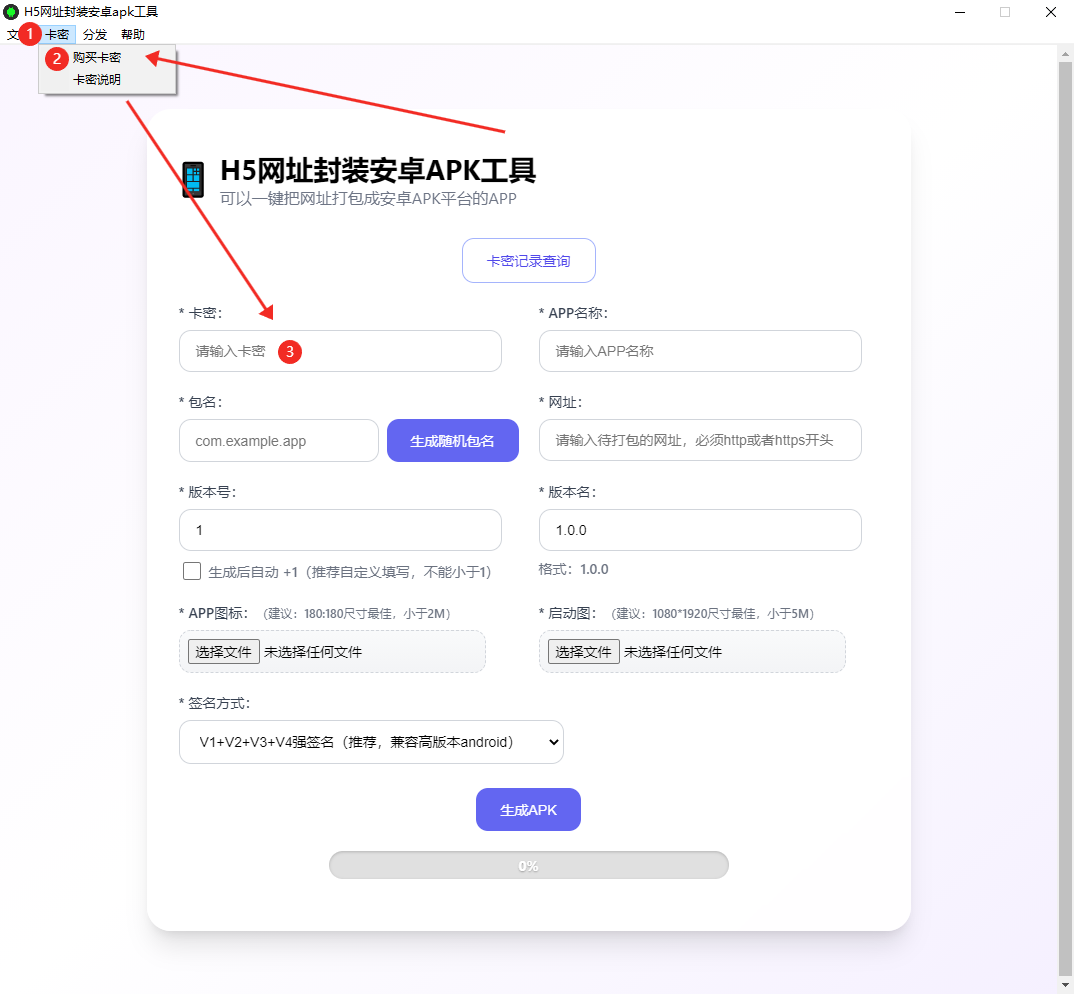 H5网址封装安卓apk工具
文 1 卡密 分发 帮助
2 购买卡密
卡密说明
H5网址封装安卓APK工具
可以一键把网址打包成安卓APK平台的APP
卡密记录查询
* 卡密： * APP名称：
请输入卡密 3 请输入APP名称
* 包名： * 网址：
com.example.app 生成随机包名 请输入待打包的网址，必须http或者https开头
* 版本号： * 版本名：
1 1.0.0
生成后自动 +1（推荐自定义填写，不能小于1） 格式：1.0.0
* APP图标：（建议：180:180尺寸最佳，小于2M） * 启动图：（建议：1080*1920尺寸最佳，小于5M）
选择文件 未选择任何文件 选择文件 未选择任何文件
* 签名方式：
V1+V2+V3+V4强签名（推荐，兼容高版本android）
生成APK
0%